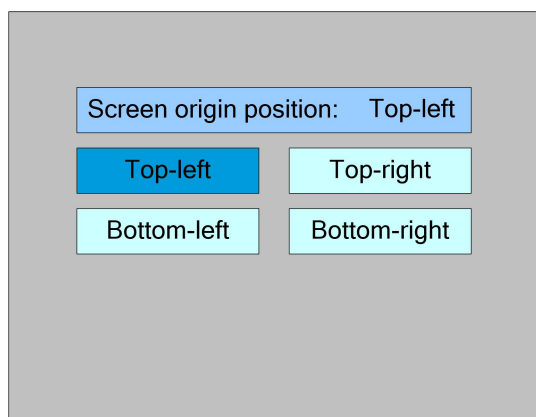 Screen origin position: Top-left
Top-left Top-right
Bottom-left Bottom-right